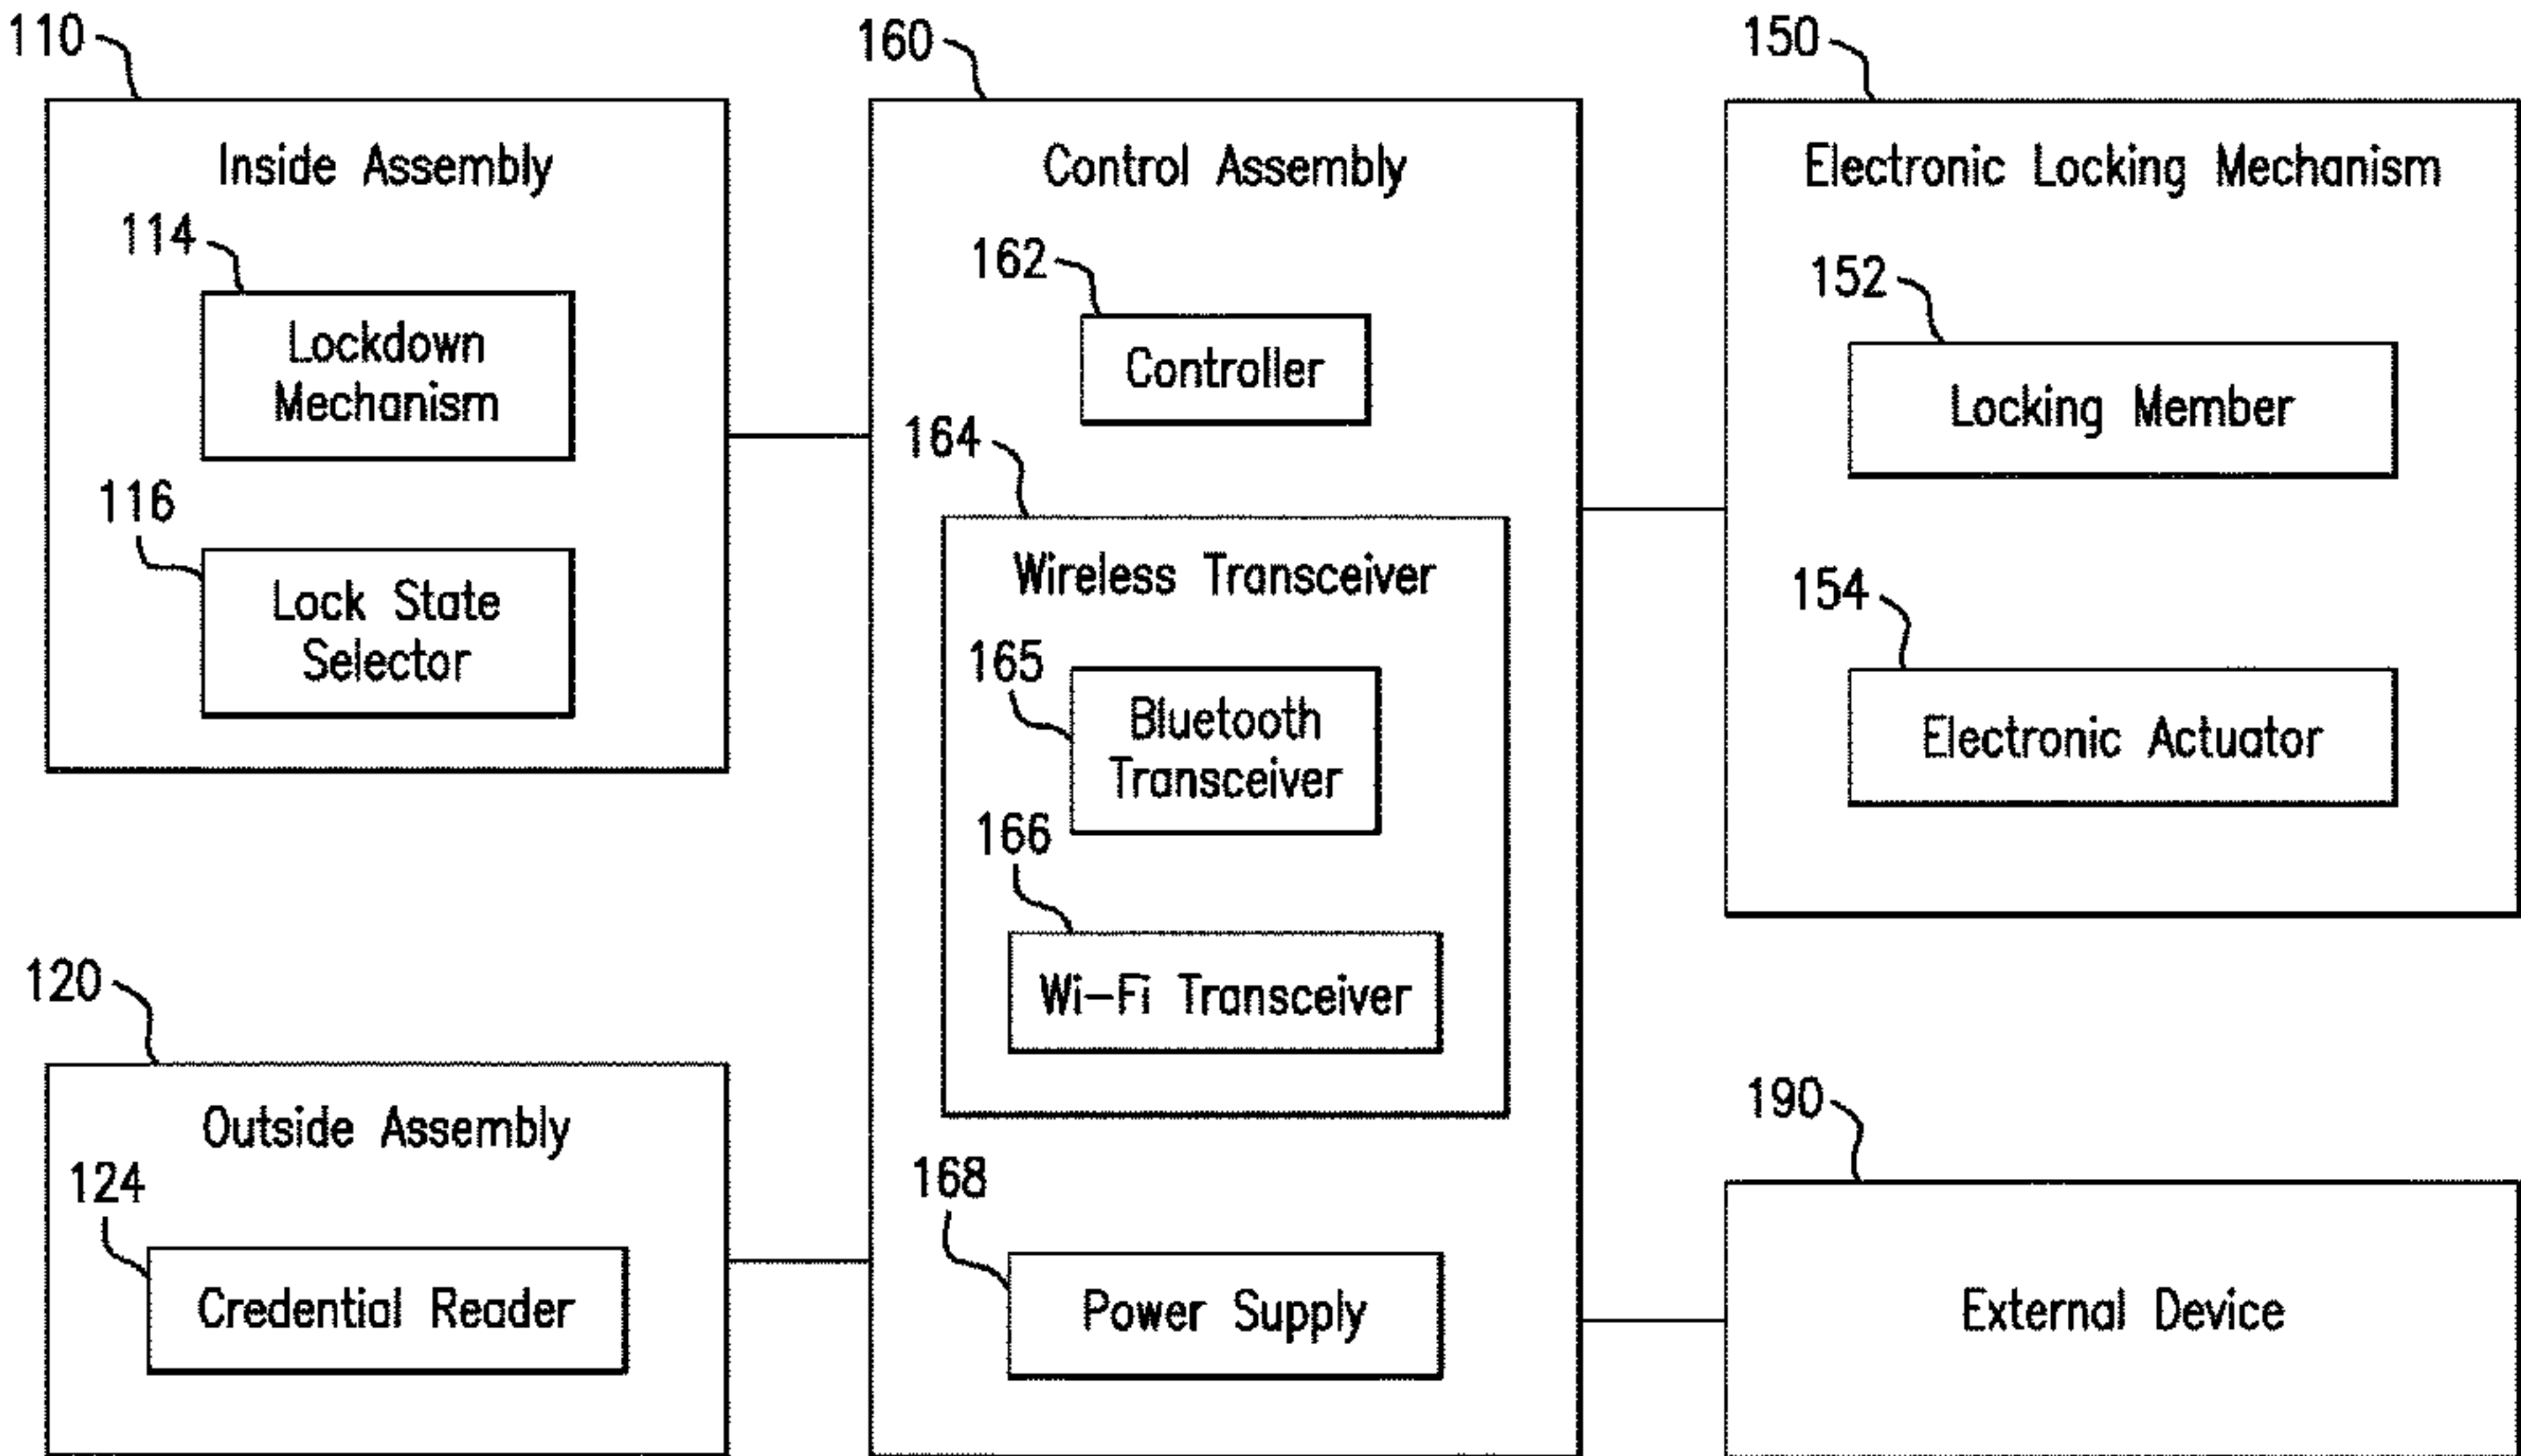 110
Inside Assembly
114
Lockdown
Mechanism
116
Lock State
Selector
120
Outside Assembly
124
Credential Reader
160
Control Assembly
162
Controller
164
Wireless Transceiver
165
Bluetooth
Transceiver
166
Wi-Fi Transceiver
168
Power Supply
150
Electronic Locking Mechanism
152
Locking Member
154
Electronic Actuator
190
External Device